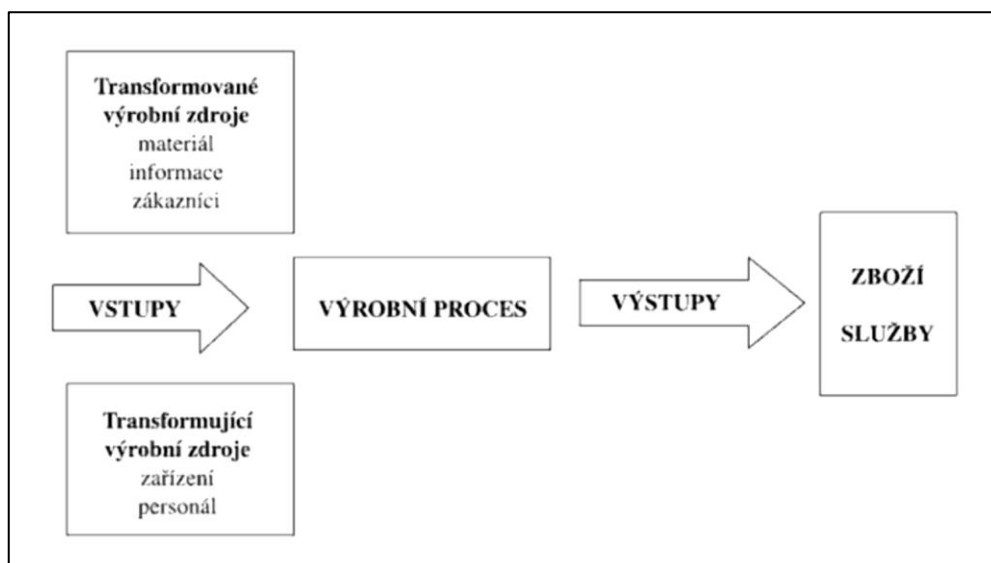 Transformované
výrobní zdroje
materiál
informace
zákazníci
VSTUPY
VÝROBNÍ PROCES
VÝSTUPY
ZBOŽÍ
SLUŽBY
Transformující
výrobní zdroje
zařízení
personál